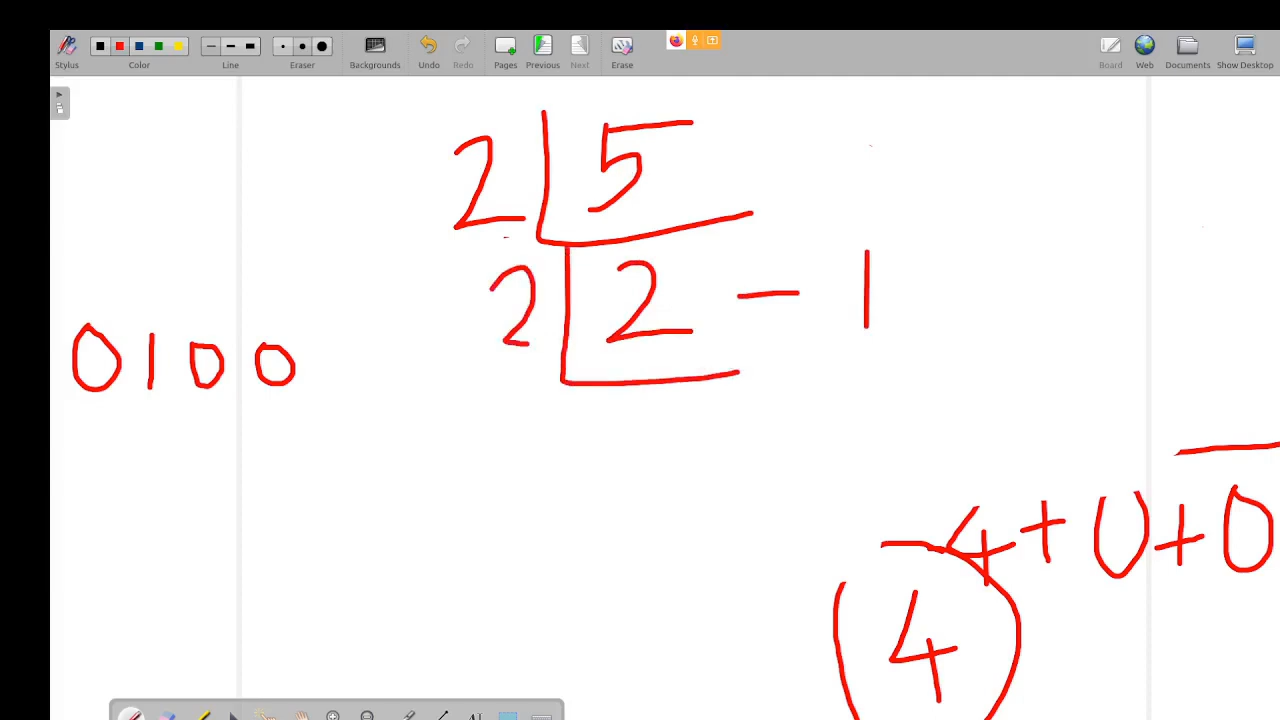 Stylus Color Line Eraser Backgrounds Undo Redo Pages Previous Next Erase Board Web Documents Show Desktop
2 5
2 2 - 1
0100
4+0+0
4